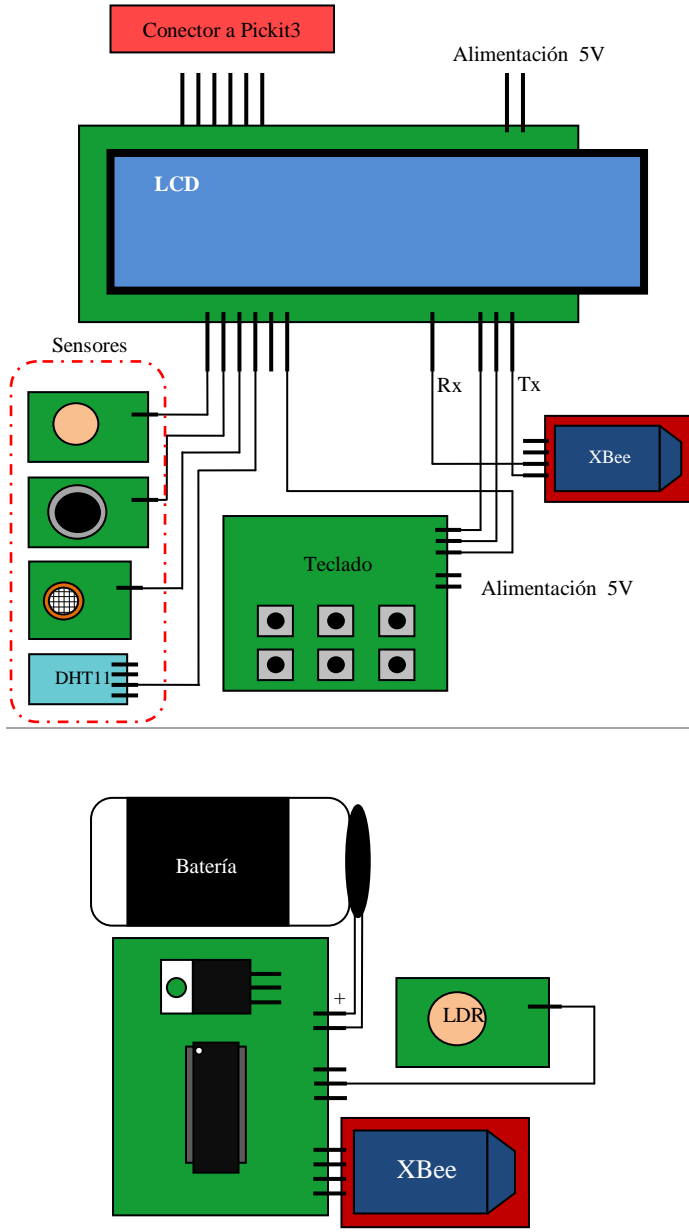 Conector a Pickit3
Alimentación 5V
LCD
Sensores
Rx
Tx
XBee
Teclado
Alimentación 5V
DHT11
Batería
+
LDR
XBee